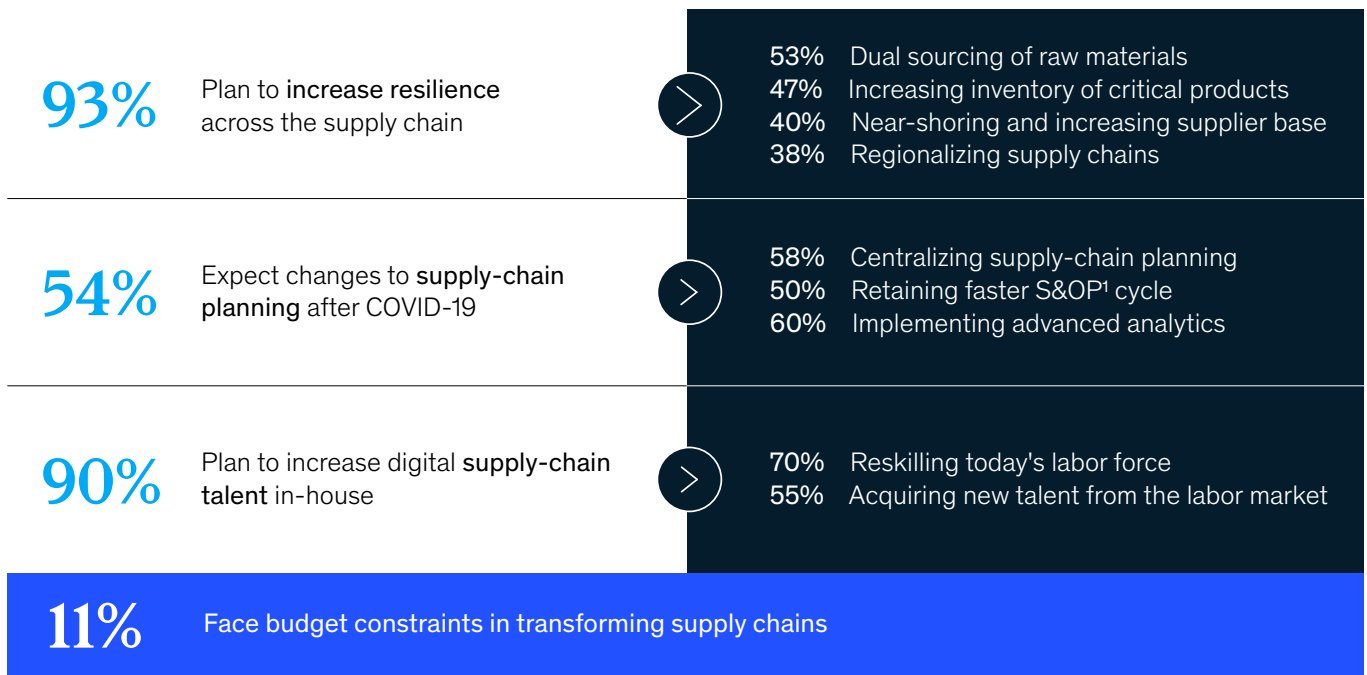 93%
Plan to increase resilience
across the supply chain
53% Dual sourcing of raw materials
47% Increasing inventory of critical products
40% Near-shoring and increasing supplier base
38% Regionalizing supply chains
54%
Expect changes to supply-chain
planning after COVID-19
58% Centralizing supply-chain planning
50% Retaining faster S&OP¹ cycle
60% Implementing advanced analytics
90%
Plan to increase digital supply-chain
talent in-house
70% Reskilling today's labor force
55% Acquiring new talent from the labor market
11% Face budget constraints in transforming supply chains